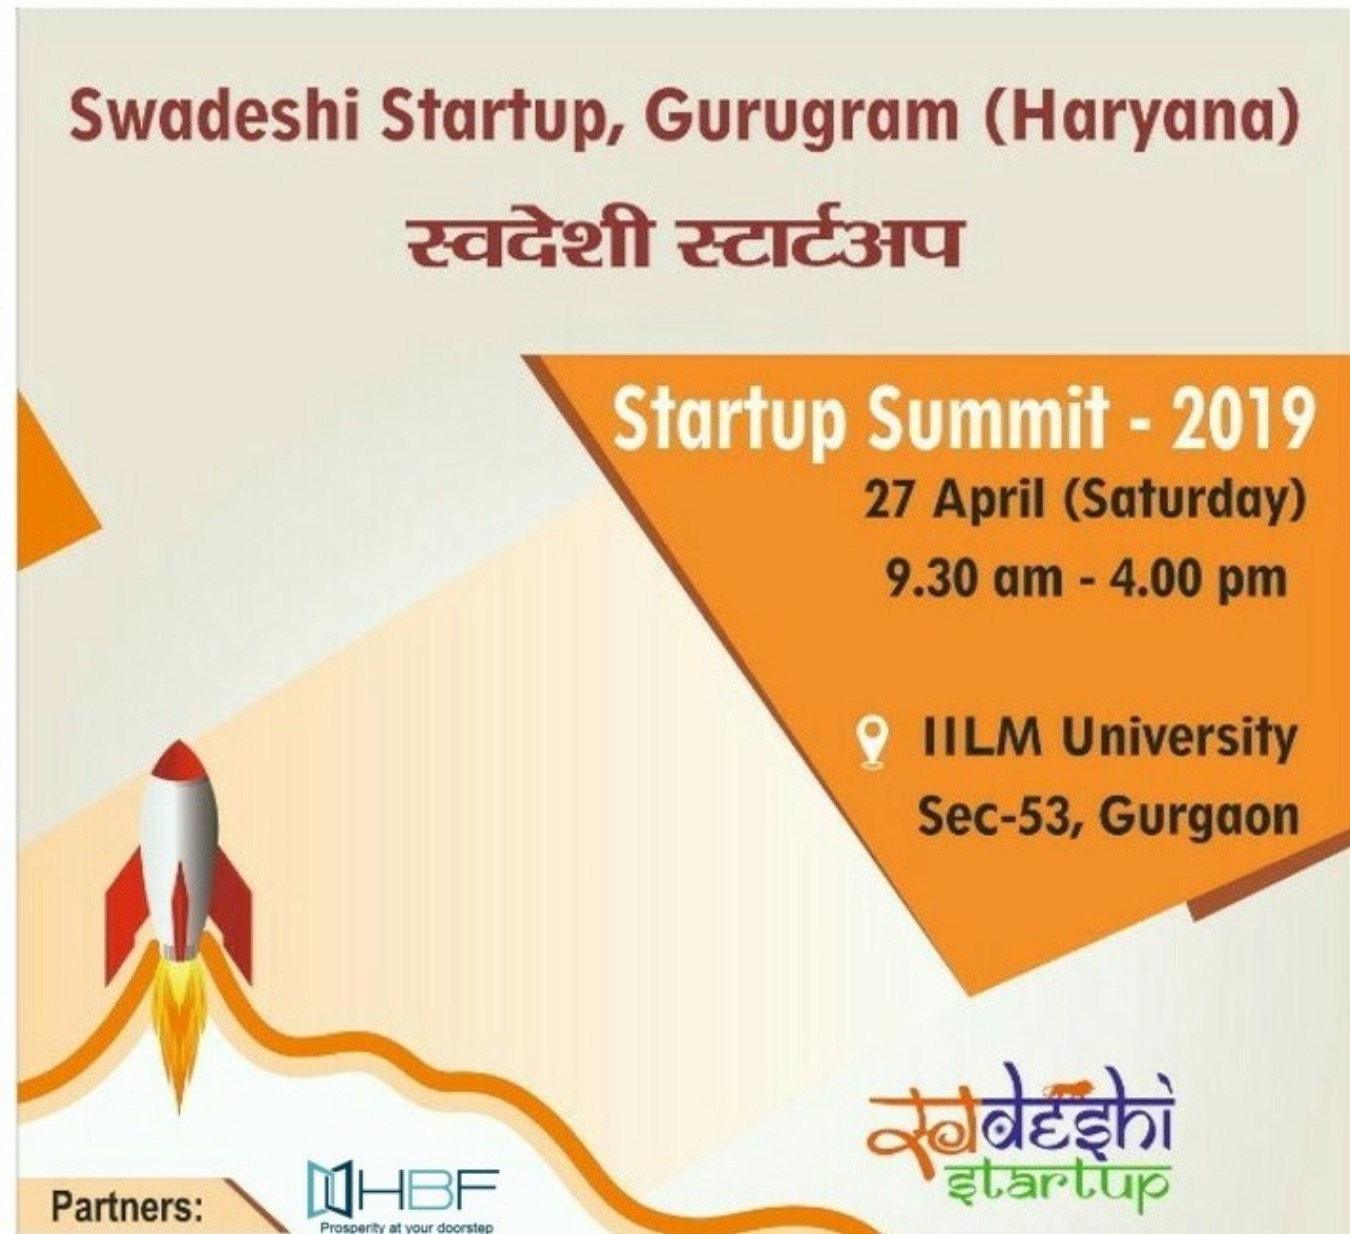 Swadeshi Startup, Gurugram (Haryana)
स्वदेशी स्टार्टअप
Startup Summit - 2019
27 April (Saturday)
9.30 am - 4.00 pm
IILM University
Sec-53, Gurgaon
स्वdeshi
startup
Partners:
HBF
Prosperity at your doorstep